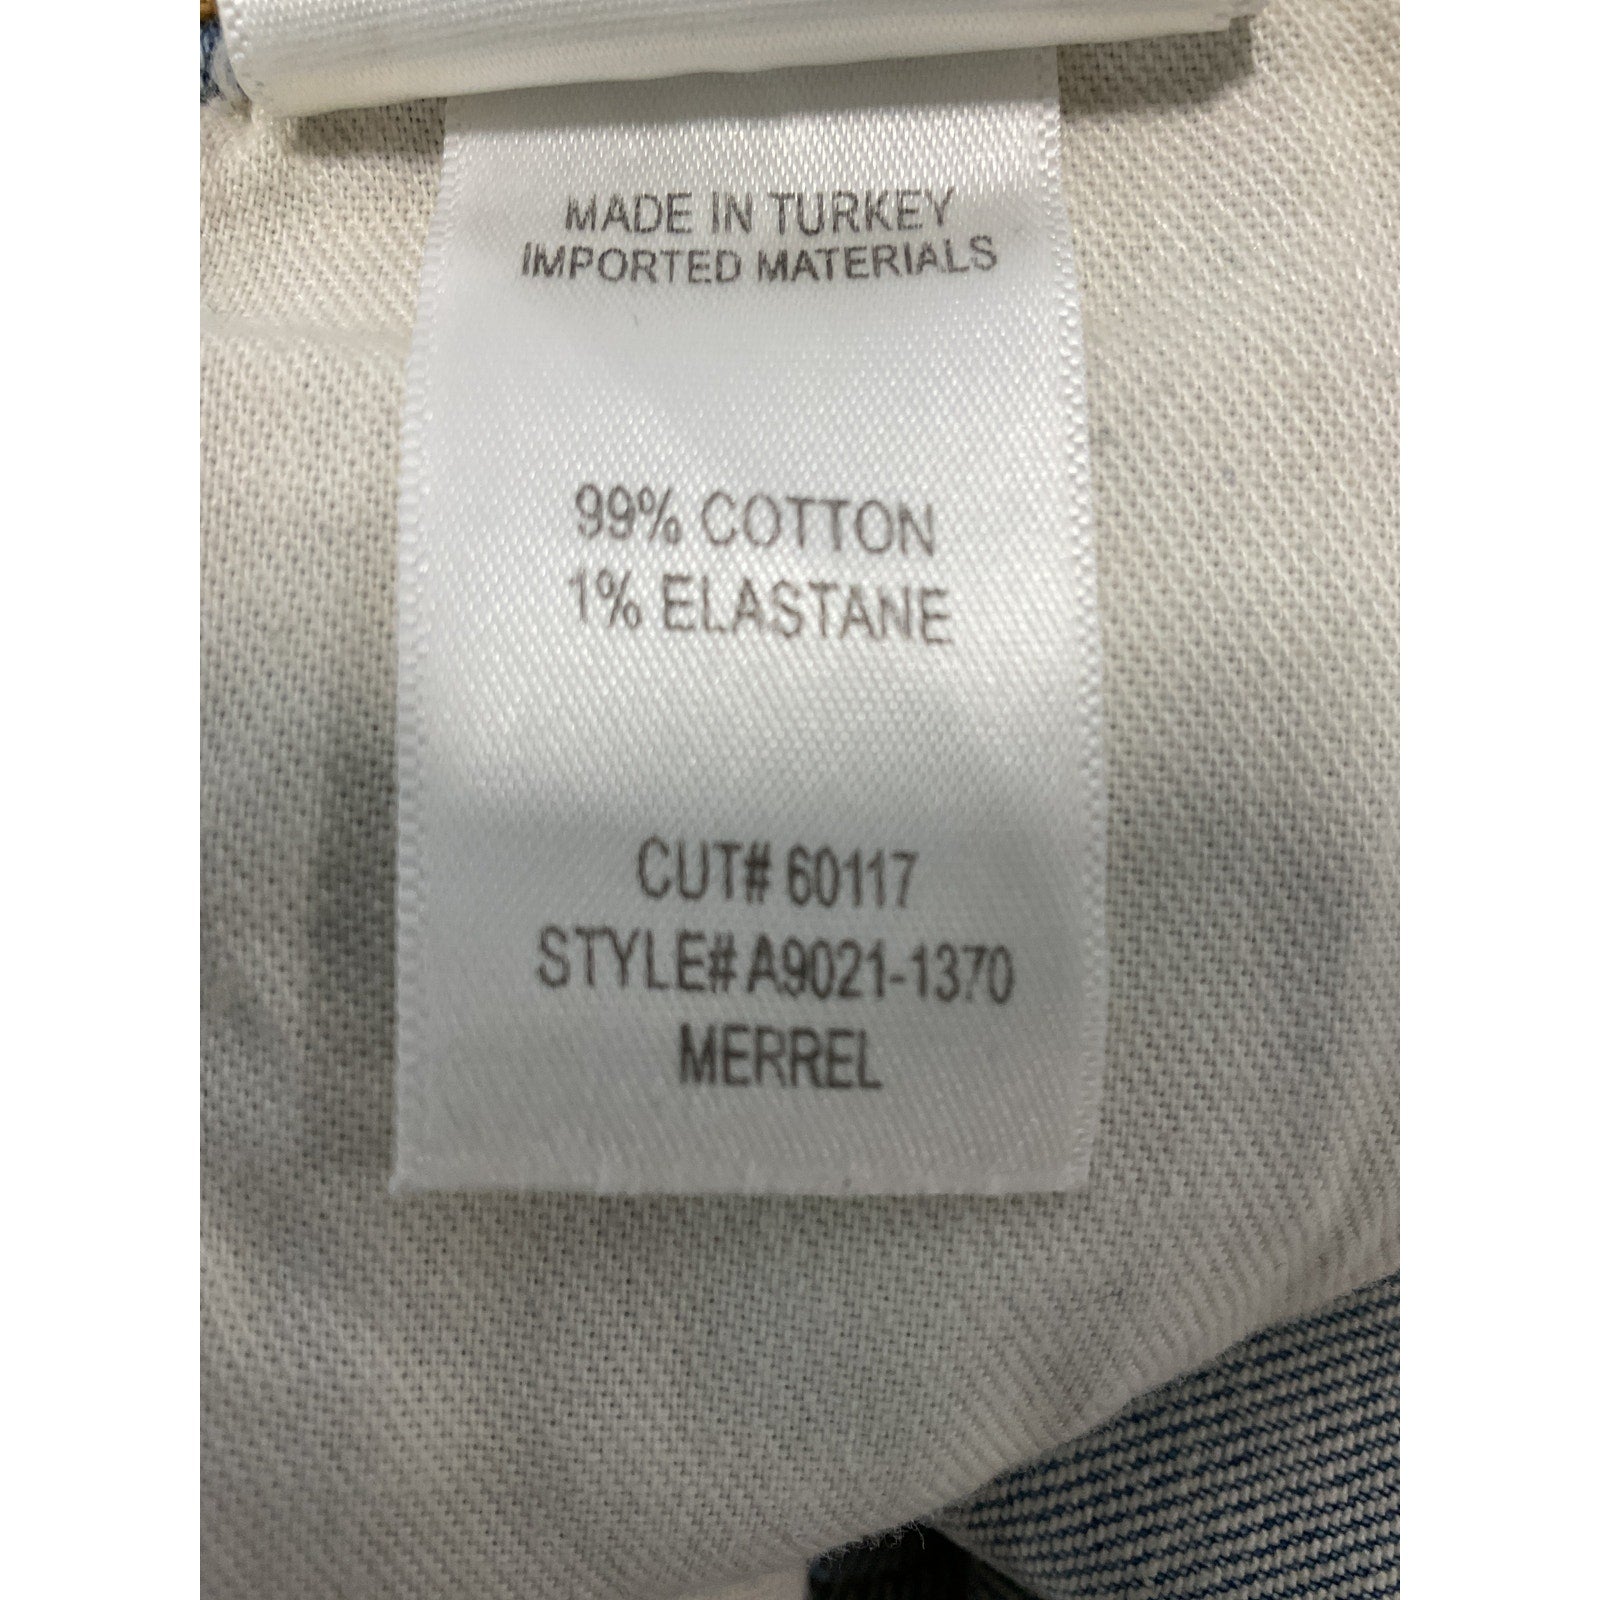 MADE IN TURKEY
IMPORTED MATERIALS
99% COTTON
1% ELASTANE
CUT# 60117
STYLE# A9021-1370
MERREL